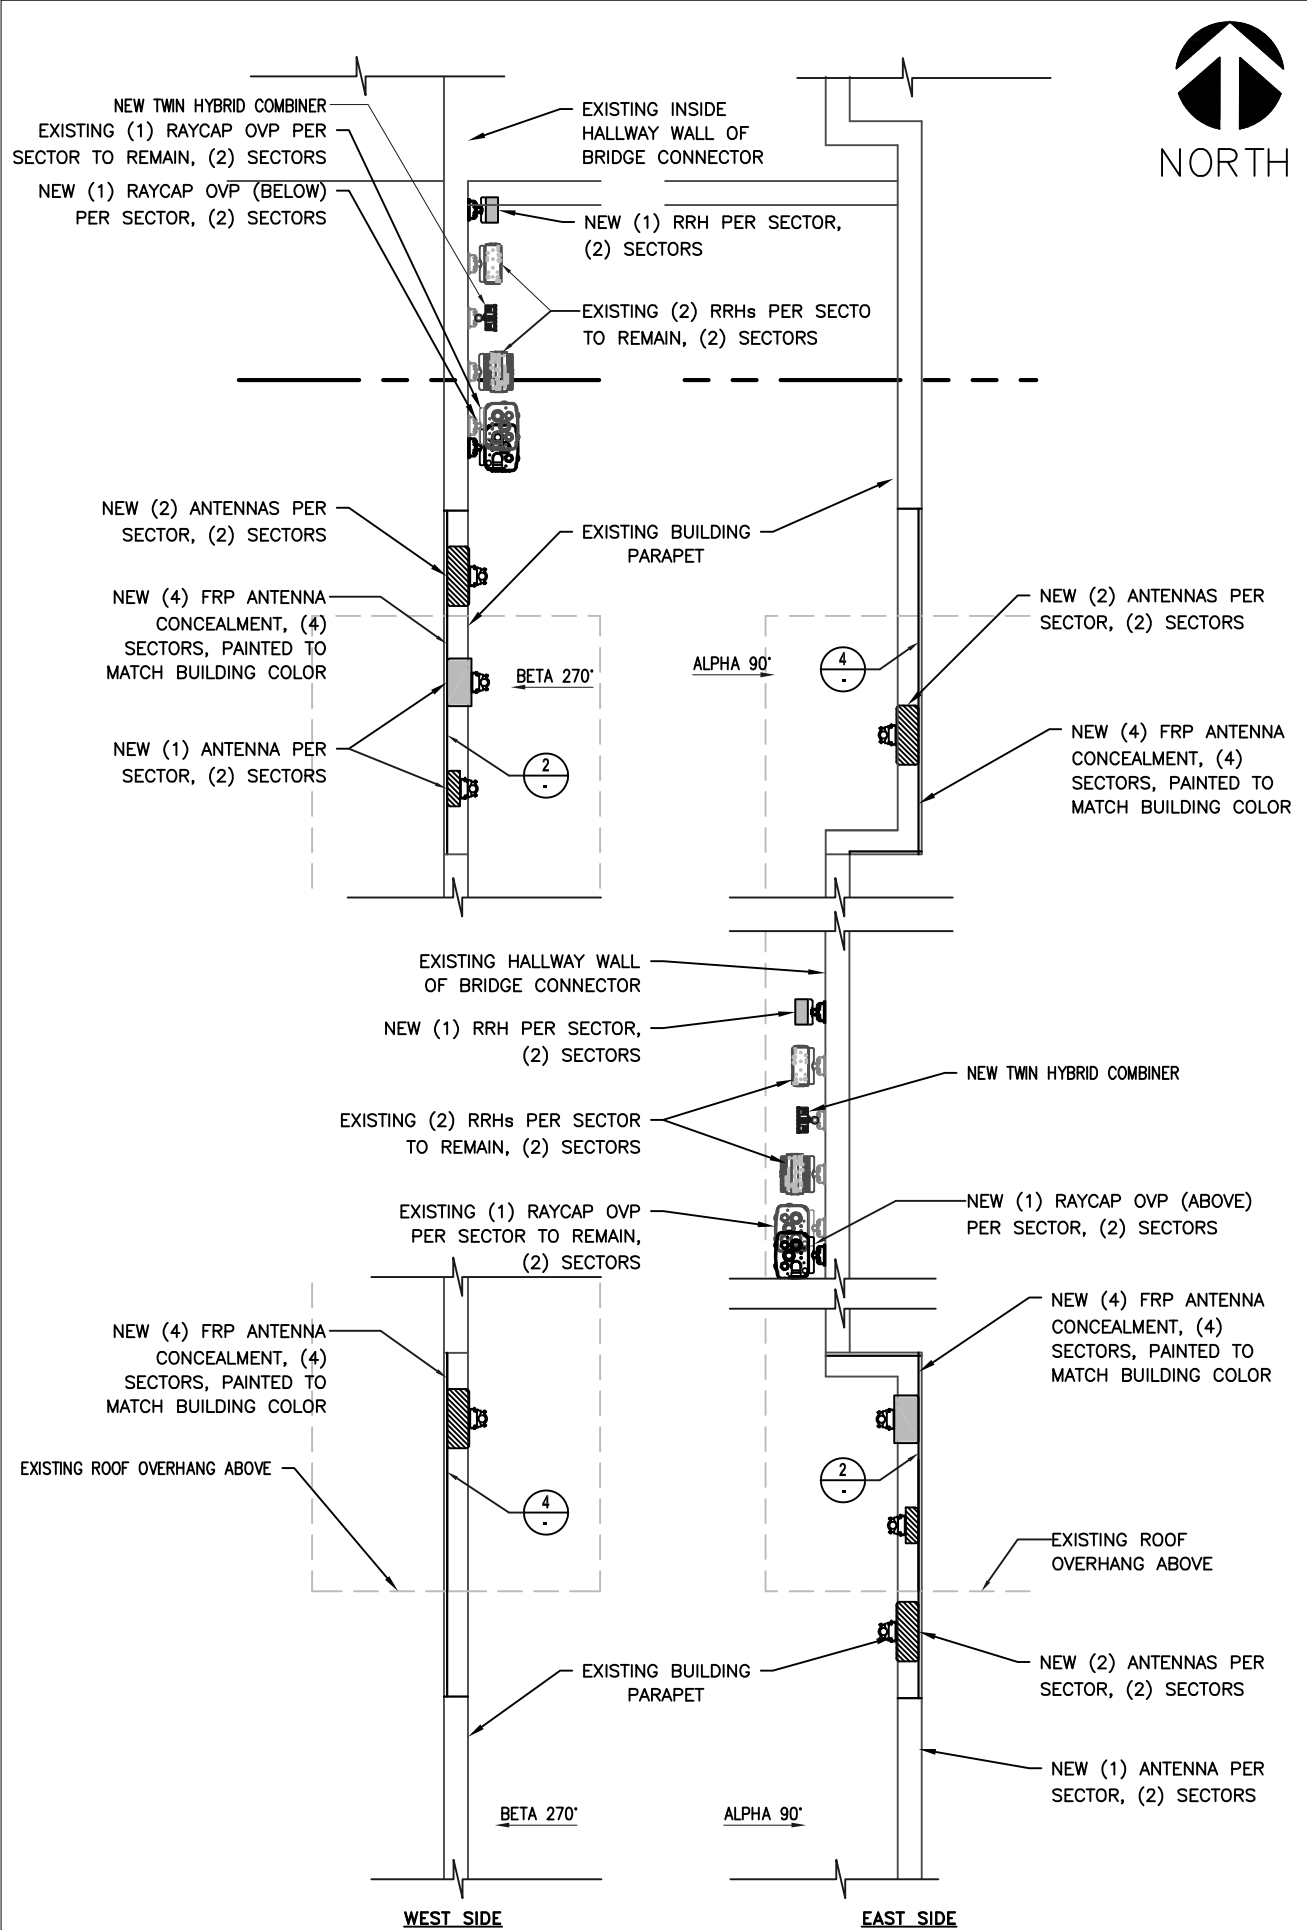 NORTH
NEW TWIN HYBRID COMBINER
EXISTING (1) RAYCAP OVP PER
SECTOR TO REMAIN, (2) SECTORS
NEW (1) RAYCAP OVP (BELOW)
PER SECTOR, (2) SECTORS
EXISTING INSIDE
HALLWAY WALL OF
BRIDGE CONNECTOR
NEW (1) RRH PER SECTOR,
(2) SECTORS
EXISTING (2) RRHs PER SECTO
TO REMAIN, (2) SECTORS
NEW (2) ANTENNAS PER
SECTOR, (2) SECTORS
EXISTING BUILDING
PARAPET
NEW (4) FRP ANTENNA
CONCEALMENT, (4)
SECTORS, PAINTED TO
MATCH BUILDING COLOR
BETA 270°
ALPHA 90°
4
-
NEW (2) ANTENNAS PER
SECTOR, (2) SECTORS
NEW (1) ANTENNA PER
SECTOR, (2) SECTORS
2
-
NEW (4) FRP ANTENNA
CONCEALMENT, (4)
SECTORS, PAINTED TO
MATCH BUILDING COLOR
EXISTING HALLWAY WALL
OF BRIDGE CONNECTOR
NEW (1) RRH PER SECTOR,
(2) SECTORS
NEW TWIN HYBRID COMBINER
EXISTING (2) RRHs PER SECTOR
TO REMAIN, (2) SECTORS
EXISTING (1) RAYCAP OVP
PER SECTOR TO REMAIN,
(2) SECTORS
NEW (1) RAYCAP OVP (ABOVE)
PER SECTOR, (2) SECTORS
NEW (4) FRP ANTENNA
CONCEALMENT, (4)
SECTORS, PAINTED TO
MATCH BUILDING COLOR
NEW (4) FRP ANTENNA
CONCEALMENT, (4)
SECTORS, PAINTED TO
MATCH BUILDING COLOR
EXISTING ROOF OVERHANG ABOVE
4
-
2
-
EXISTING ROOF
OVERHANG ABOVE
EXISTING BUILDING
PARAPET
NEW (2) ANTENNAS PER
SECTOR, (2) SECTORS
NEW (1) ANTENNA PER
SECTOR, (2) SECTORS
BETA 270°
ALPHA 90°
WEST SIDE
EAST SIDE